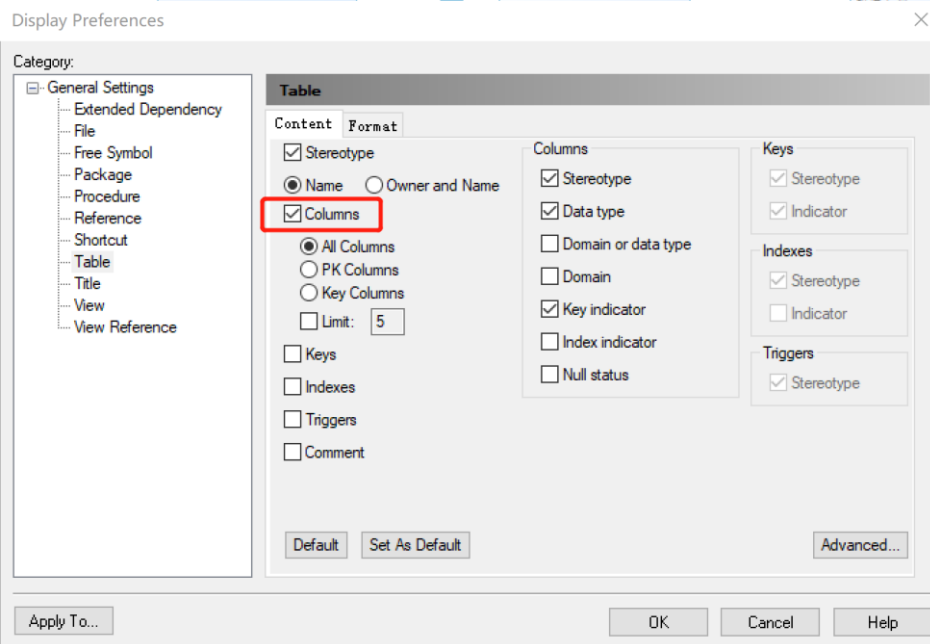 Display Preferences
Category:
General Settings
Extended Dependency
File
Free Symbol
Package
Procedure
Reference
Shortcut
Table
Title
View
View Reference
Table
Content Format
Stereotype
Name Owner and Name
Columns
All Columns
PK Columns
Key Columns
Limit: 5
Keys
Indexes
Triggers
Comment
Columns
Stereotype
Data type
Domain or data type
Domain
Key indicator
Index indicator
Null status
Keys
Stereotype
Indicator
Indexes
Stereotype
Indicator
Triggers
Stereotype
Default Set As Default Advanced...
Apply To... OK Cancel Help